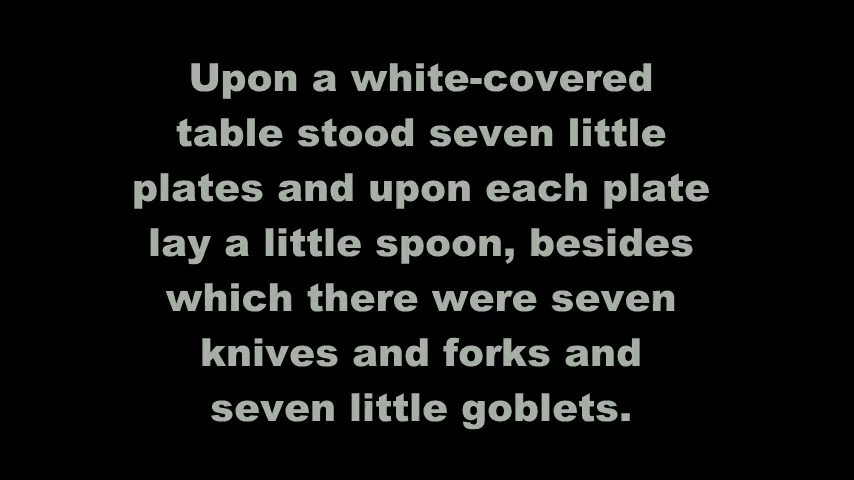 Upon a white-covered
table stood seven little
plates and upon each plate
lay a little spoon, besides
which there were seven
knives and forks and
seven little goblets.